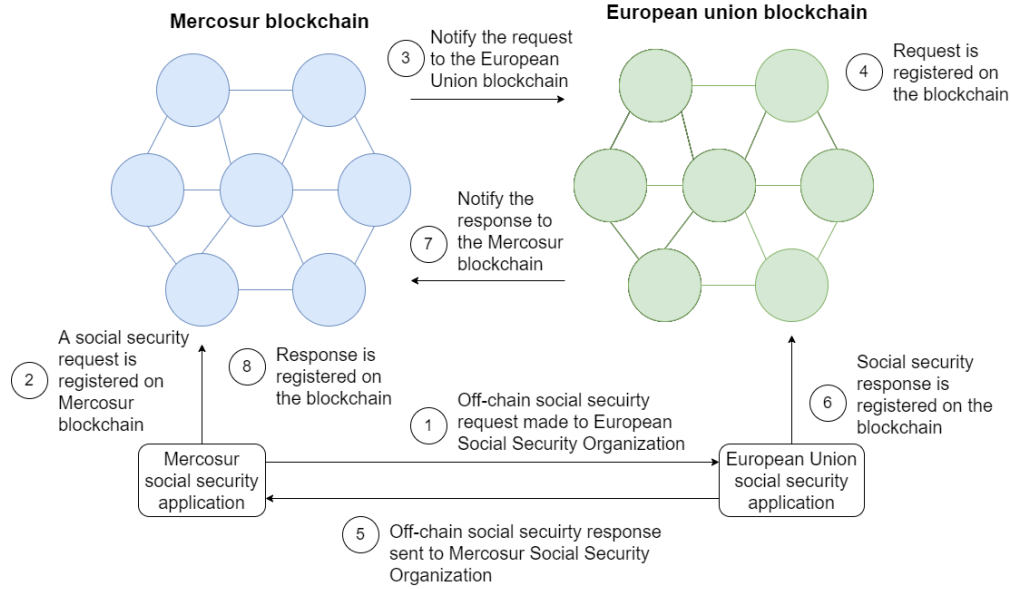 Mercosur blockchain
European union blockchain
3
Notify the request
to the European
Union blockchain
4
Request is
registered on
the blockchain
7
Notify the
response to
the Mercosur
blockchain
2
A social security
request is
registered on
Mercosur
blockchain
8
Response is
registered on
the blockchain
1
Off-chain social secuirty
request made to European
Social Security Organization
6
Social security
response is
registered on the
blockchain
Mercosur
social security
application
European Union
social security
application
5
Off-chain social secuirty response
sent to Mercosur Social Security
Organization